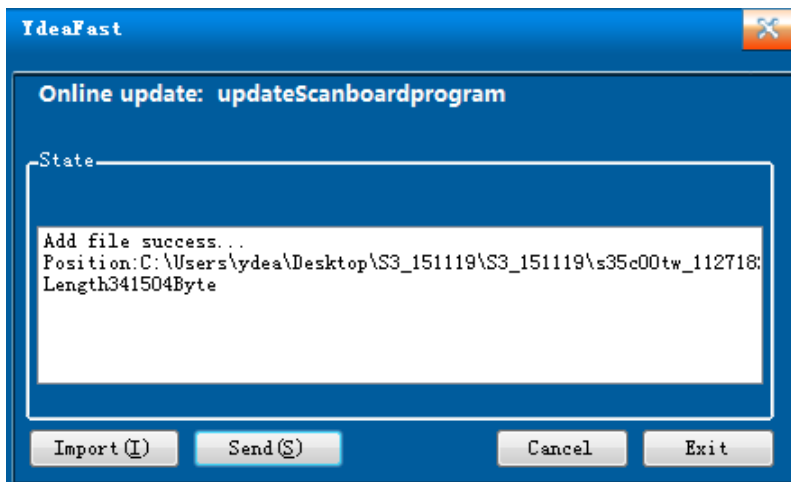 YdeaFast
Online update: updateScanboardprogram
State
Add file success...
Position:C:\Users\ydea\Desktop\S3_151119\S3_151119\s35c00tw_112718
Length341504Byte
Import(I)
Send(S)
Cancel
Exit